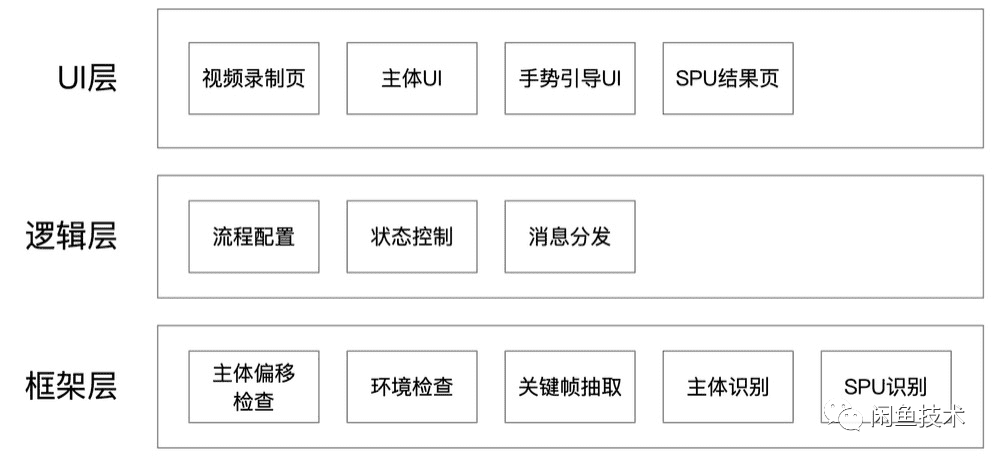 UI层
视频录制页
主体UI
手势引导UI
SPU结果页
逻辑层
流程配置
状态控制
消息分发
框架层
主体偏移
检查
环境检查
关键帧抽取
主体识别
SPU识别
闲鱼技术